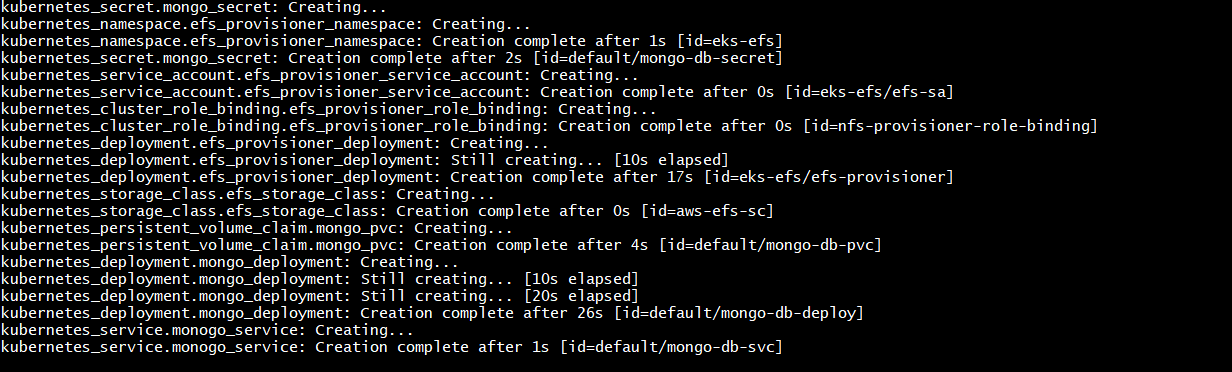 kubernetes_secret.mongo_secret: Creating...
kubernetes_namespace.efs_provisioner_namespace: Creating...
kubernetes_namespace.efs_provisioner_namespace: Creation complete after 1s [id=eks-efs]
kubernetes_secret.mongo_secret: Creation complete after 2s [id=default/mongo-db-secret]
kubernetes_service_account.efs_provisioner_service_account: Creating...
kubernetes_service_account.efs_provisioner_service_account: Creation complete after 0s [id=eks-efs/efs-sa]
kubernetes_cluster_role_binding.efs_provisioner_role_binding: Creating...
kubernetes_cluster_role_binding.efs_provisioner_role_binding: Creation complete after 0s [id=nfs-provisioner-role-binding]
kubernetes_deployment.efs_provisioner_deployment: Creating...
kubernetes_deployment.efs_provisioner_deployment: Still creating... [10s elapsed]
kubernetes_deployment.efs_provisioner_deployment: Creation complete after 17s [id=eks-efs/efs-provisioner]
kubernetes_storage_class.efs_storage_class: Creating...
kubernetes_storage_class.efs_storage_class: Creation complete after 0s [id=aws-efs-sc]
kubernetes_persistent_volume_claim.mongo_pvc: Creating...
kubernetes_persistent_volume_claim.mongo_pvc: Creation complete after 4s [id=default/mongo-db-pvc]
kubernetes_deployment.mongo_deployment: Creating...
kubernetes_deployment.mongo_deployment: Still creating... [10s elapsed]
kubernetes_deployment.mongo_deployment: Still creating... [20s elapsed]
kubernetes_deployment.mongo_deployment: Creation complete after 26s [id=default/mongo-db-deploy]
kubernetes_service.monogo_service: Creating...
kubernetes_service.monogo_service: Creation complete after 1s [id=default/mongo-db-svc]